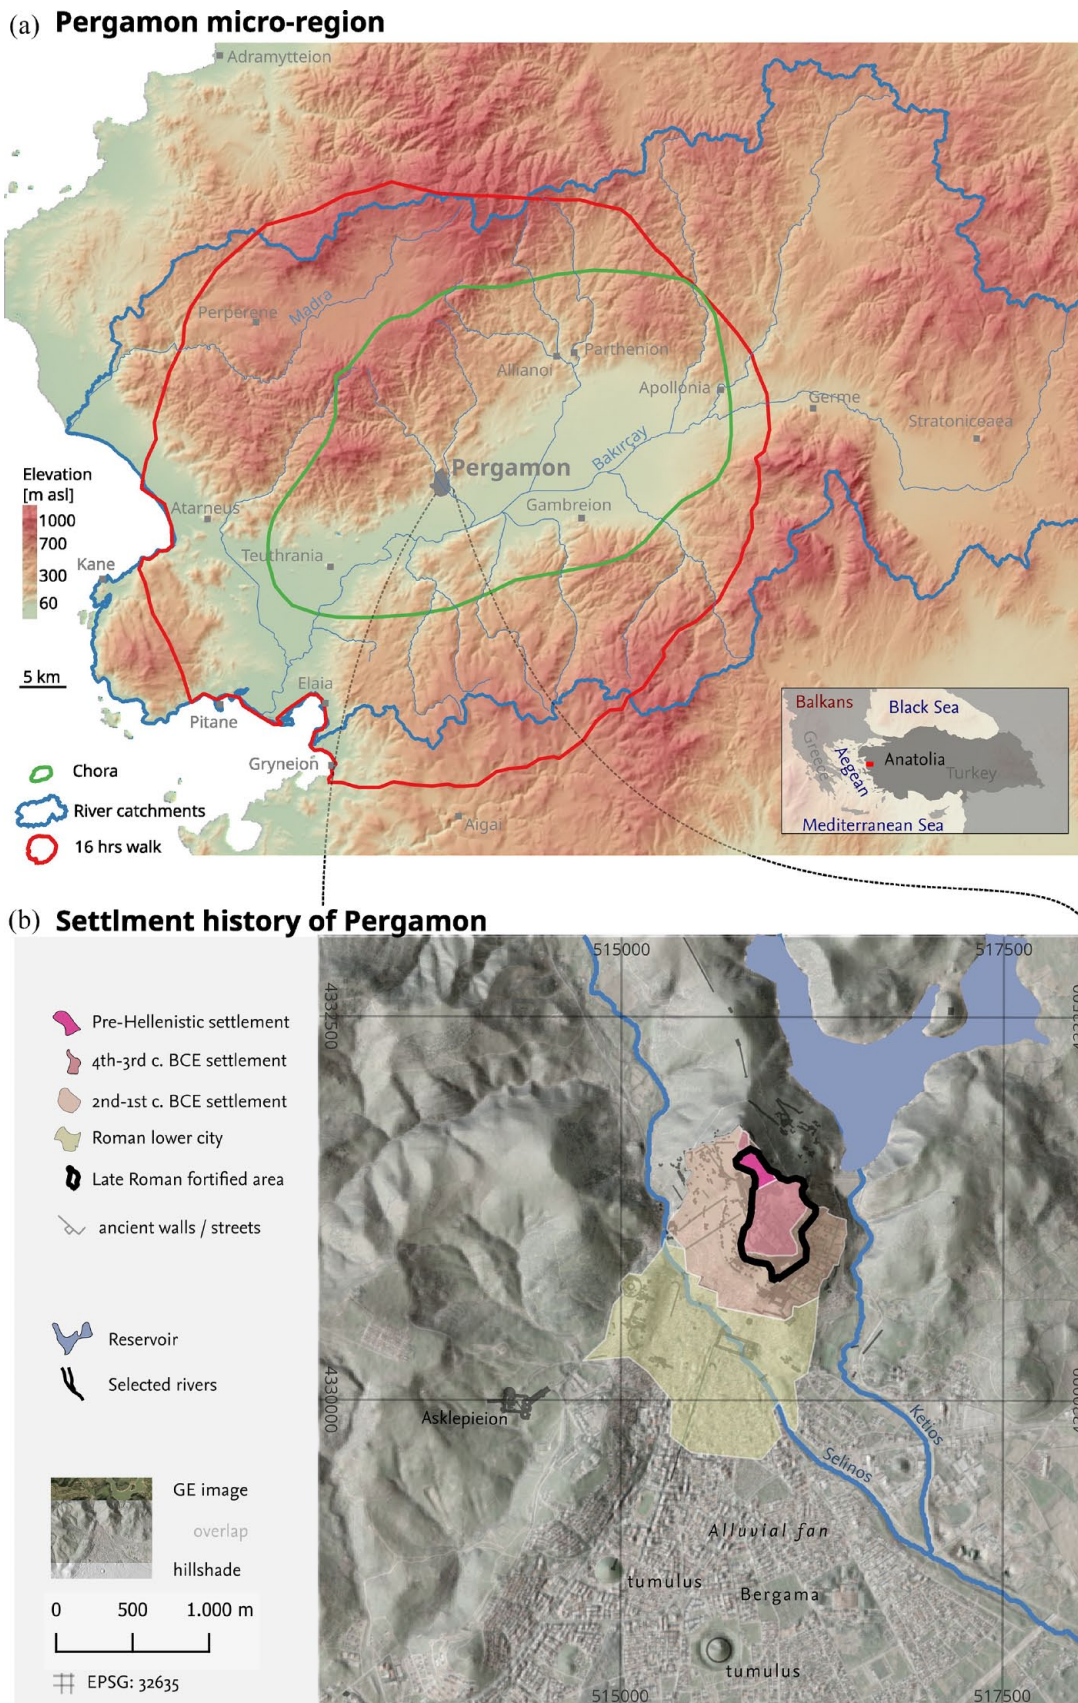 (a) Pergamon micro-region
Adramytteion
Perperene
Madra
Allianoi
Parthenion
Apollonia
Germe
Stratoniceaea
Bakırçay
Pergamon
Gambreion
Atarneus
Teuthrania
Kane
Elaia
Pitane
Gryneion
Aigai
Elevation
[m asl]
1000
700
300
60
5 km
Chora
River catchments
16 hrs walk
Balkans
Black Sea
Greece
Aegean
Anatolia
Turkey
Mediterranean Sea
(b) Settlment history of Pergamon
515000
517500
4332500
4332500
Pre-Hellenistic settlement
4th-3rd c. BCE settlement
2nd-1st c. BCE settlement
Roman lower city
Late Roman fortified area
ancient walls / streets
Reservoir
Selected rivers
4330000
4330000
Asklepieion
Ketios
Selinos
Alluvial fan
tumulus
Bergama
tumulus
GE image
overlap
hillshade
0 500 1.000 m
EPSG: 32635
515000
517500